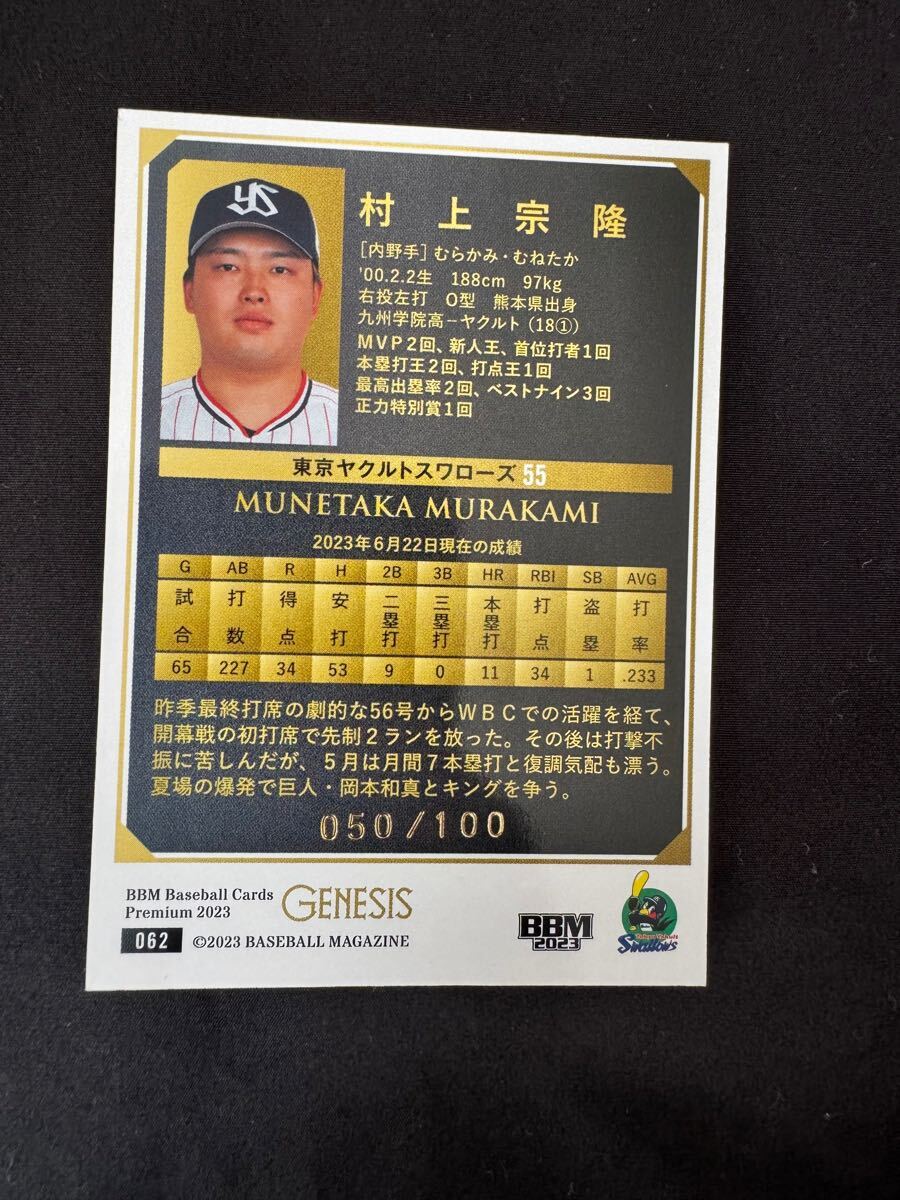 YS
村上宗隆
[内野手] むらかみ・むねたか
'00.2.2生 188cm 97kg
右投左打 O型 熊本県出身
九州学院高－ヤクルト (18①)
MVP2回、新人王、首位打者1回
本塁打王2回、打点王1回
最高出塁率2回、ベストナイン3回
正力特別賞1回
東京ヤクルトスワローズ 55
MUNETAKA MURAKAMI
2023年6月22日現在の成績
G AB R H 2B 3B HR RBI SB AVG
試合 打数 得点 安打 二塁打 三塁打 本塁打 打点 盗塁 打率
65 227 34 53 9 0 11 34 1 .233
昨季最終打席の劇的な56号からWBCでの活躍を経て、
開幕戦の初打席で先制2ランを放った。その後は打撃不
振に苦しんだが、5月は月間7本塁打と復調気配も漂う。
夏場の爆発で巨人・岡本和真とキングを争う。
050/100
BBM Baseball Cards
Premium 2023
GENESIS
062 ©2023 BASEBALL MAGAZINE
BBM
2023
Tokyo Yakult
Swallows